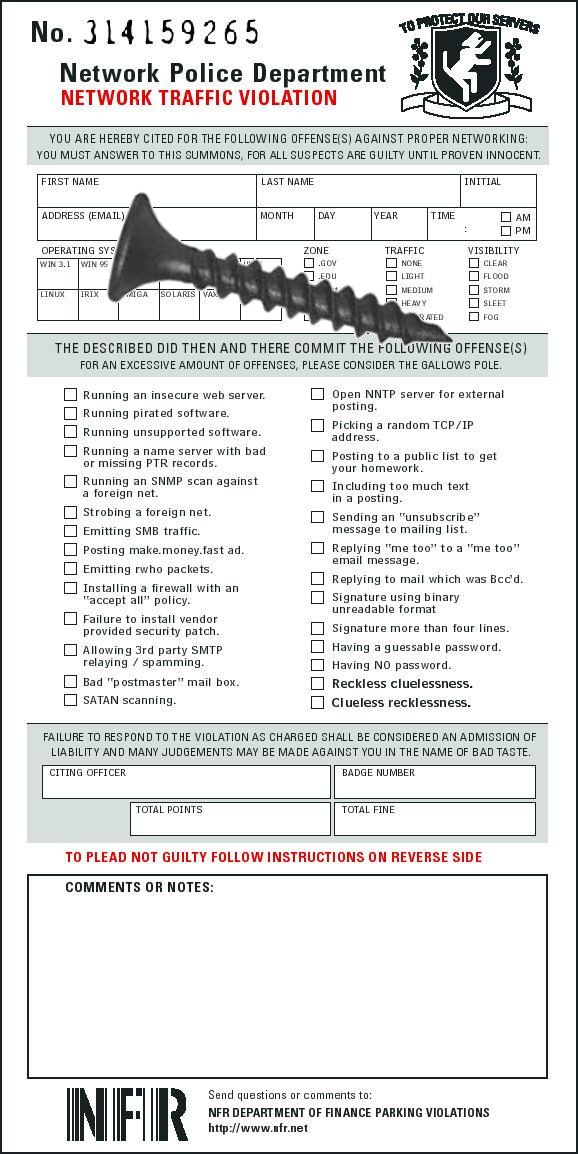 No. 314159265
TO PROTECT OUR SERVERS
Network Police Department
NETWORK TRAFFIC VIOLATION
YOU ARE HEREBY CITED FOR THE FOLLOWING OFFENSE(S) AGAINST PROPER NETWORKING:
YOU MUST ANSWER TO THIS SUMMONS, FOR ALL SUSPECTS ARE GUILTY UNTIL PROVEN INNOCENT.
FIRST NAME LAST NAME INITIAL
ADDRESS (EMAIL) MONTH DAY YEAR TIME : AM
PM
OPERATING SYS ZONE TRAFFIC VISIBILITY
WIN 3.1 WIN 95 .GOV NONE CLEAR
.EDU LIGHT FLOOD
LINUX IRIX MIGA SOLARIS VAX MEDIUM STORM
HEAVY SLEET
RATED FOG
THE DESCRIBED DID THEN AND THERE COMMIT THE FOLLOWING OFFENSE(S)
FOR AN EXCESSIVE AMOUNT OF OFFENSES, PLEASE CONSIDER THE GALLOWS POLE.
Running an insecure web server.
Running pirated software.
Running unsupported software.
Running a name server with bad
or missing PTR records.
Running an SNMP scan against
a foreign net.
Strobing a foreign net.
Emitting SMB traffic.
Posting make.money.fast ad.
Emitting rwho packets.
Installing a firewall with an
"accept all" policy.
Failure to install vendor
provided security patch.
Allowing 3rd party SMTP
relaying / spamming.
Bad "postmaster" mail box.
SATAN scanning.
Open NNTP server for external
posting.
Picking a random TCP/IP
address.
Posting to a public list to get
your homework.
Including too much text
in a posting.
Sending an "unsubscribe"
message to mailing list.
Replying "me too" to a "me too"
email message.
Replying to mail which was Bcc'd.
Signature using binary
unreadable format
Signature more than four lines.
Having a guessable password.
Having NO password.
Reckless cluelessness.
Clueless recklessness.
FAILURE TO RESPOND TO THE VIOLATION AS CHARGED SHALL BE CONSIDERED AN ADMISSION OF
LIABILITY AND MANY JUDGEMENTS MAY BE MADE AGAINST YOU IN THE NAME OF BAD TASTE.
CITING OFFICER BADGE NUMBER
TOTAL POINTS TOTAL FINE
TO PLEAD NOT GUILTY FOLLOW INSTRUCTIONS ON REVERSE SIDE
COMMENTS OR NOTES:
NFR
Send questions or comments to:
NFR DEPARTMENT OF FINANCE PARKING VIOLATIONS
http://www.nfr.net